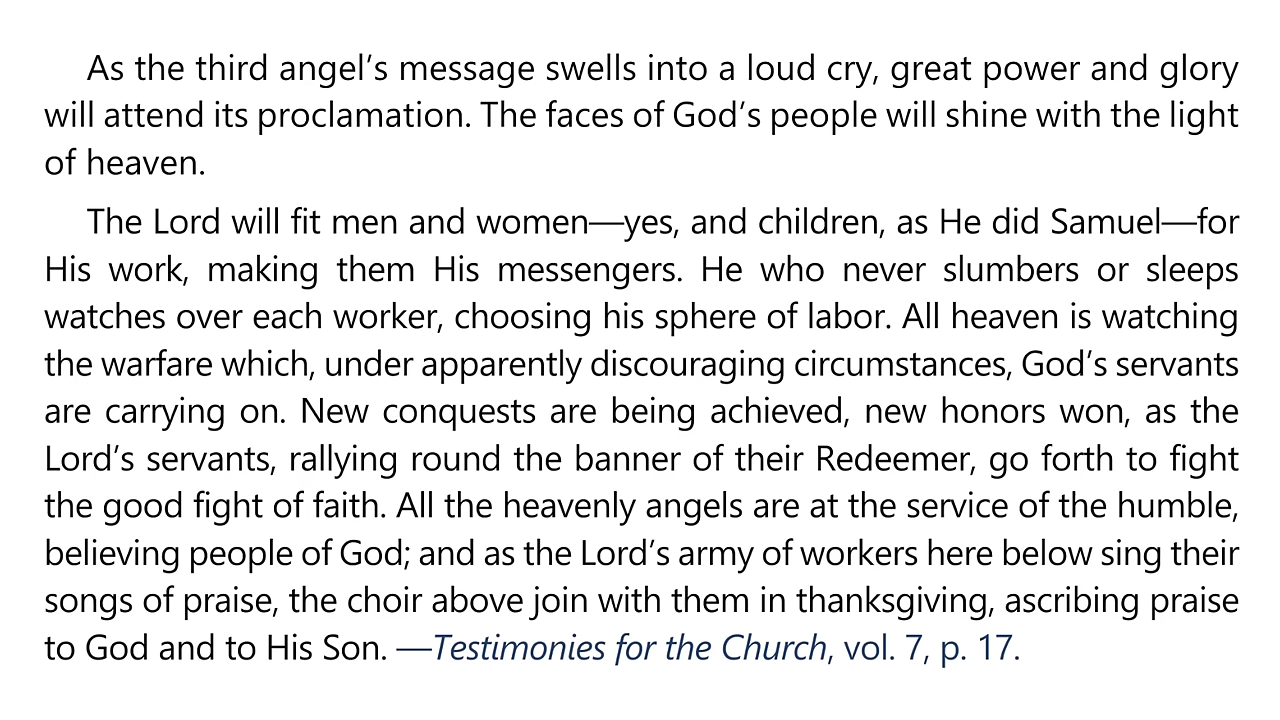 As the third angel’s message swells into a loud cry, great power and glory
will attend its proclamation. The faces of God’s people will shine with the light
of heaven.
The Lord will fit men and women—yes, and children, as He did Samuel—for
His work, making them His messengers. He who never slumbers or sleeps
watches over each worker, choosing his sphere of labor. All heaven is watching
the warfare which, under apparently discouraging circumstances, God’s servants
are carrying on. New conquests are being achieved, new honors won, as the
Lord’s servants, rallying round the banner of their Redeemer, go forth to fight
the good fight of faith. All the heavenly angels are at the service of the humble,
believing people of God; and as the Lord’s army of workers here below sing their
songs of praise, the choir above join with them in thanksgiving, ascribing praise
to God and to His Son. —Testimonies for the Church, vol. 7, p. 17.